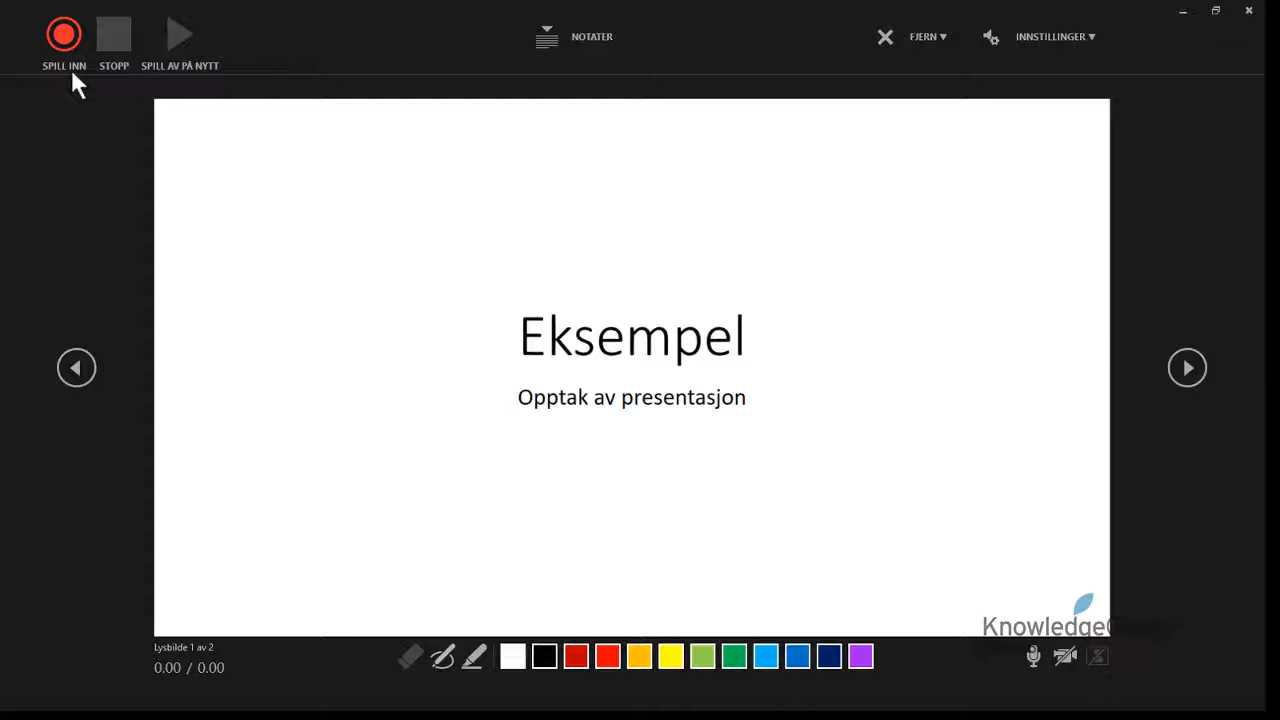 SPILL INN
STOPP
SPILL AV PÅ NYTT
NOTATER
FJERN
INNSTILLINGER
Eksempel
Opptak av presentasjon
Lysbilde 1 av 2
0.00 / 0.00